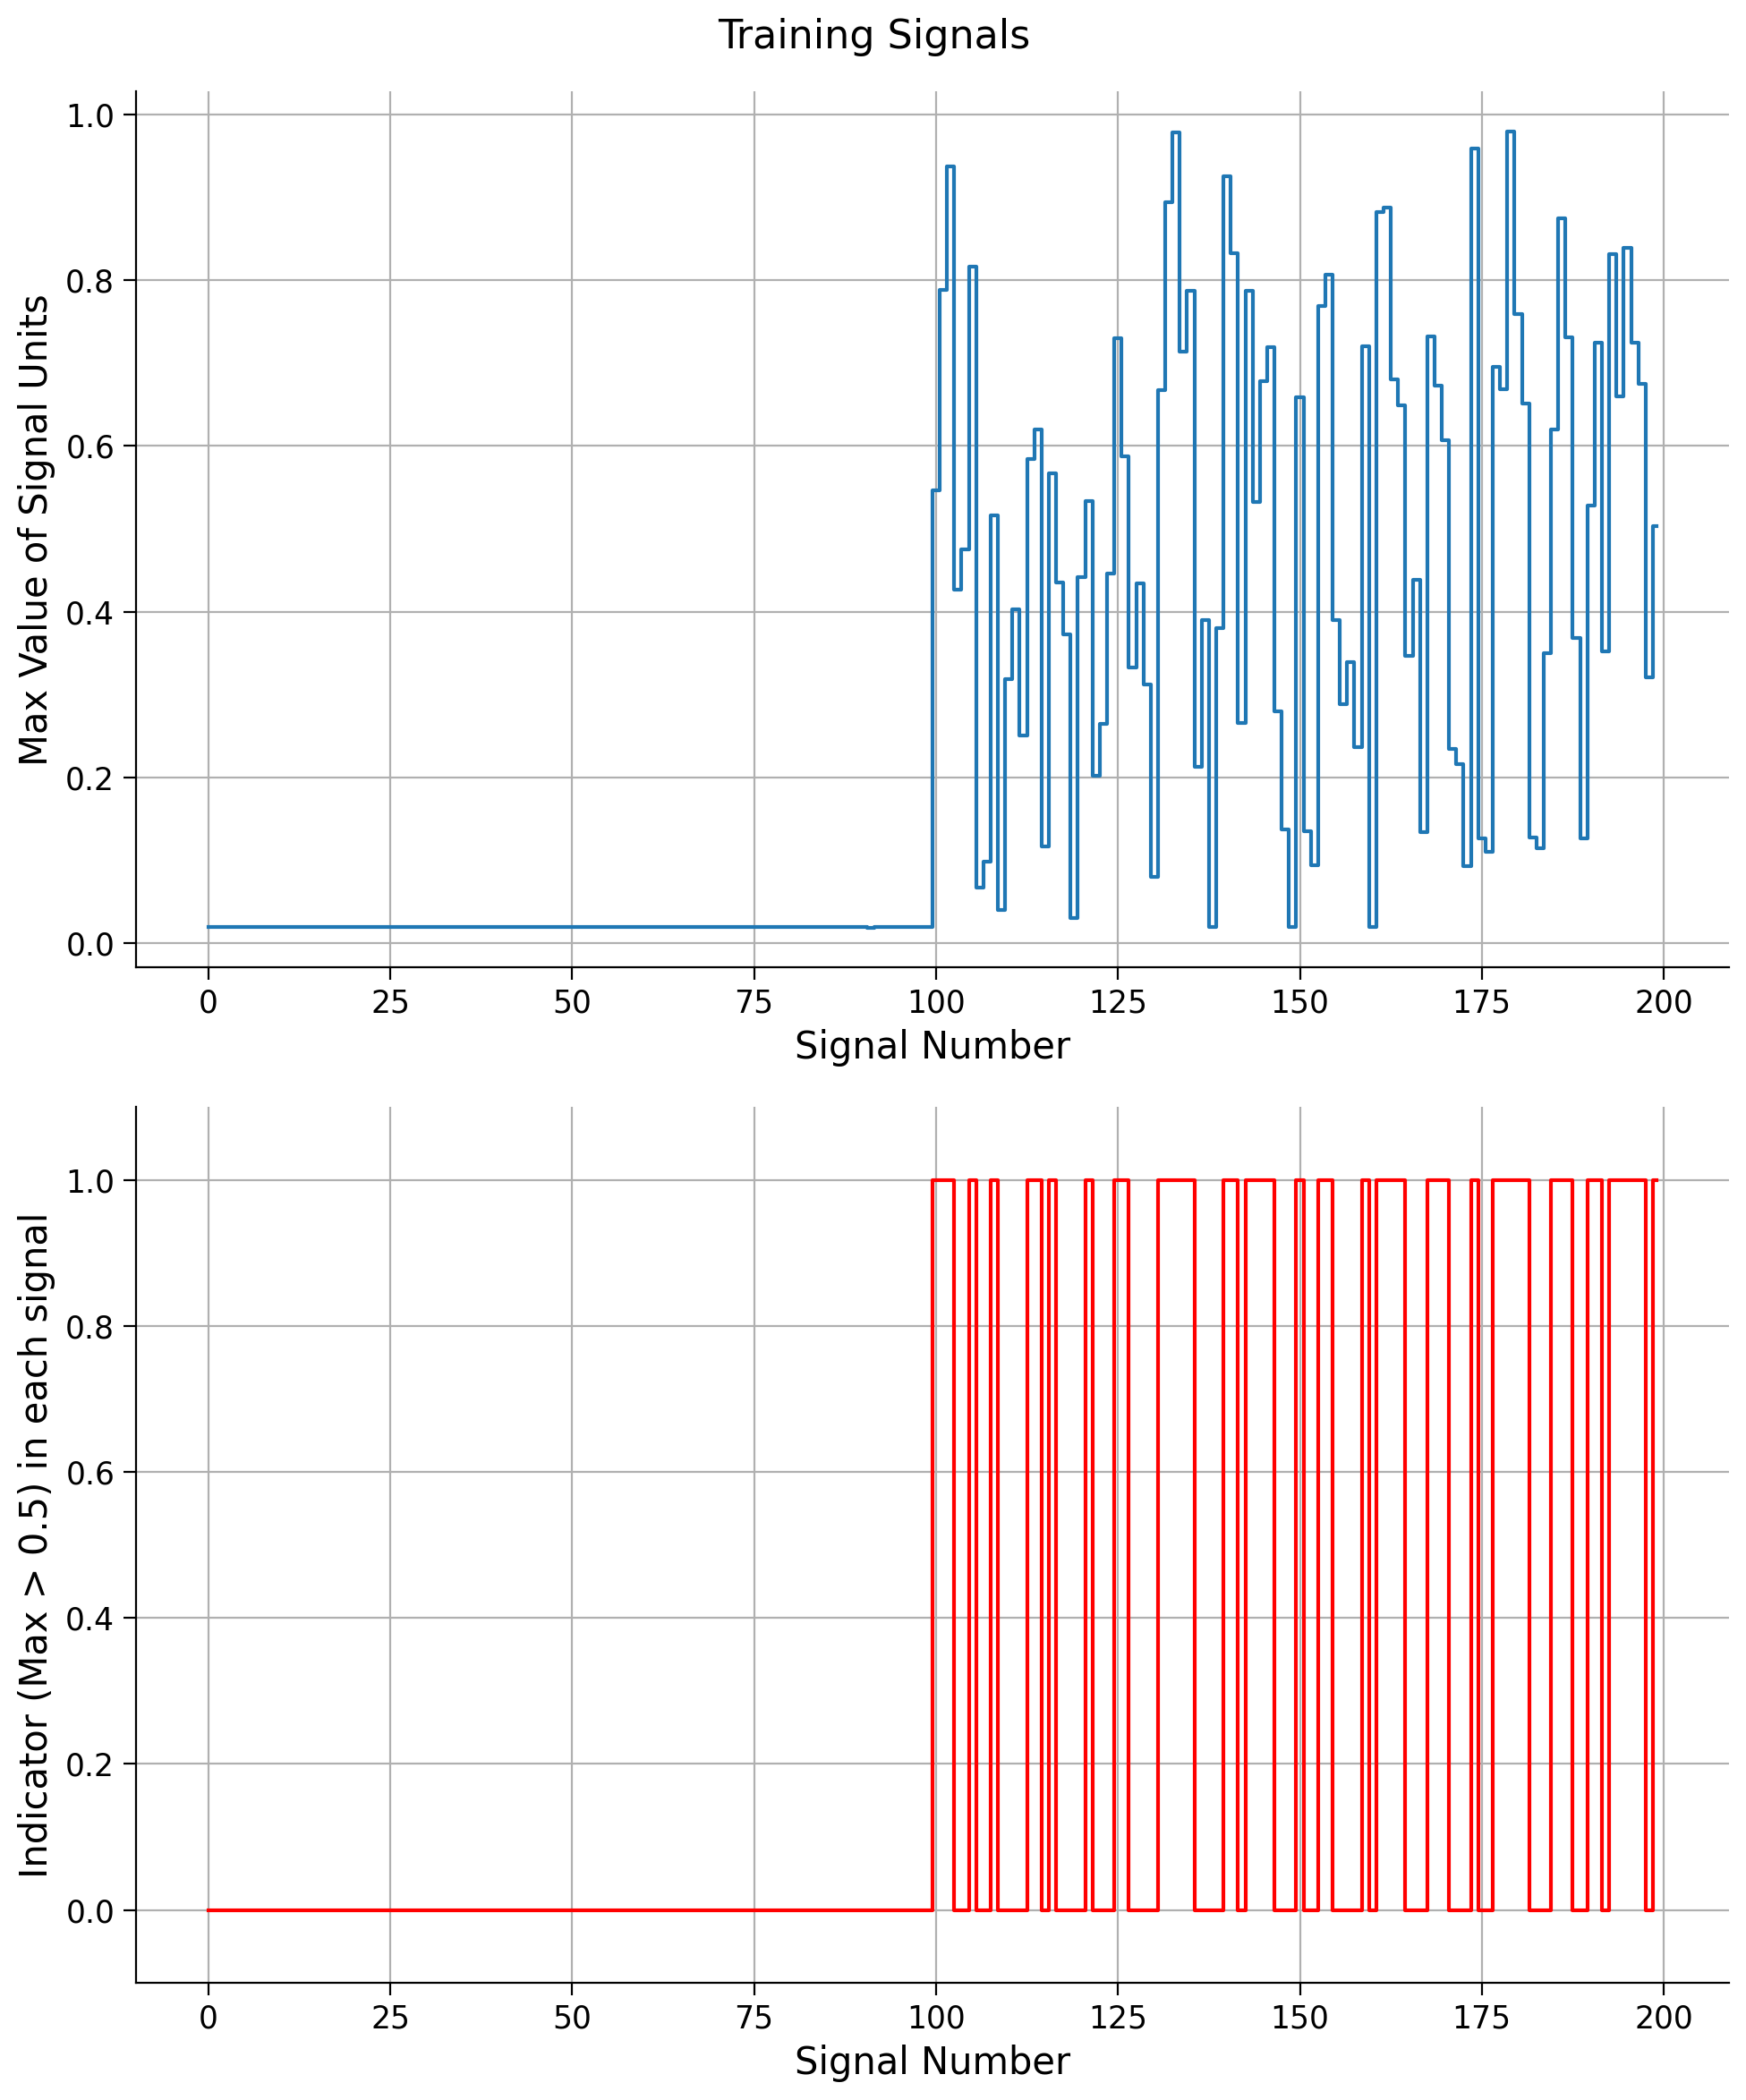 Training Signals
Max Value of Signal Units
1.0
0.8
0.6
0.4
0.2
0.0
0 25 50 75 100 125 150 175 200
Signal Number
Indicator (Max > 0.5) in each signal
1.0
0.8
0.6
0.4
0.2
0.0
0 25 50 75 100 125 150 175 200
Signal Number